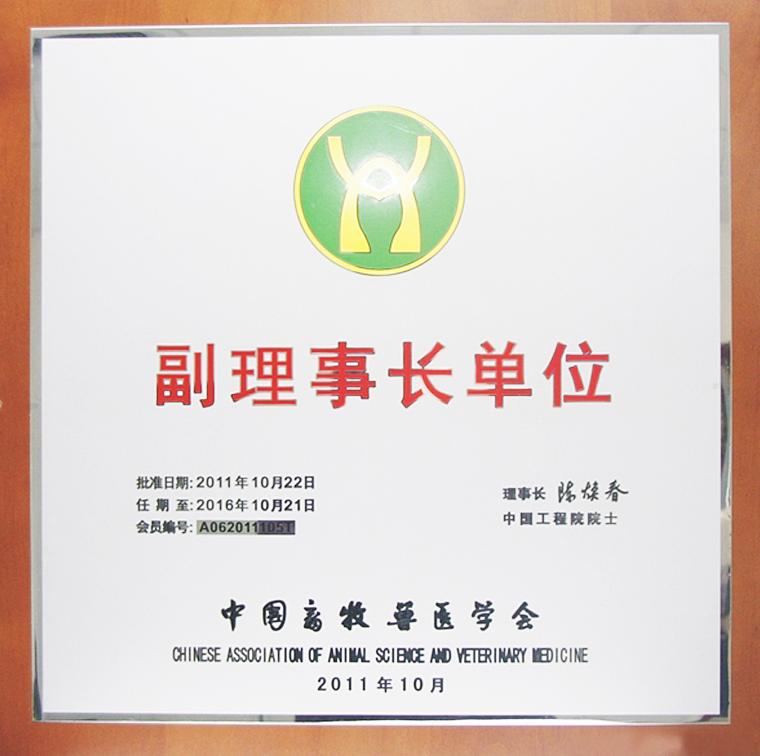 副理事长单位
批准日期: 2011年10月22日
任 期 至: 2016年10月21日
会员编号: A062011105T
理事长 陈焕春
中国工程院院士
中国畜牧兽医学会
CHINESE ASSOCIATION OF ANIMAL SCIENCE AND VETERINARY MEDICINE
2011年10月